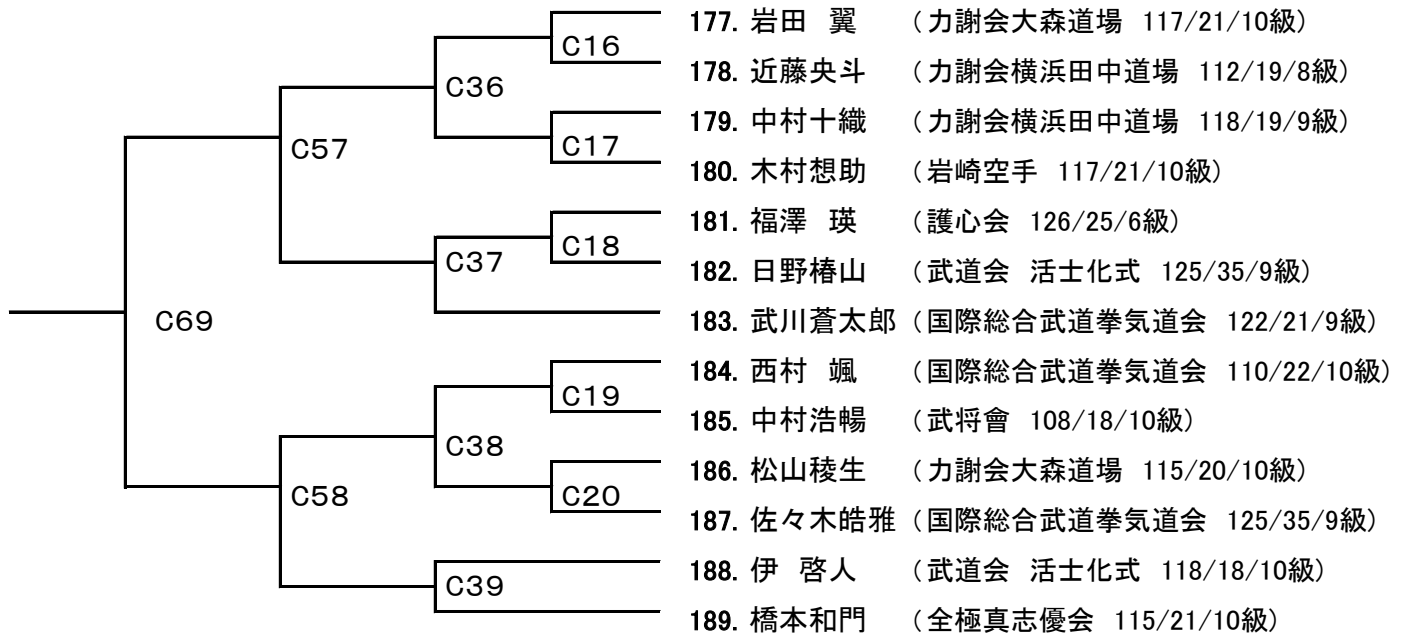 177. 岩田　翼　（力謝会大森道場　117/21/10級）
C16
178. 近藤央斗　（力謝会横浜田中道場　112/19/8級）
C36
179. 中村十織　（力謝会横浜田中道場　118/19/9級）
C57
C17
180. 木村想助　（岩崎空手　117/21/10級）
181. 福澤　瑛　（護心会　126/25/6級）
C18
C37
182. 日野椿山　（武道会　活士化式　125/35/9級）
C69
183. 武川蒼太郎（国際総合武道拳気道会　122/21/9級）
184. 西村　颯　（国際総合武道拳気道会　110/22/10級）
C19
185. 中村浩暢　（武将會　108/18/10級）
C38
186. 松山稜生　（力謝会大森道場　115/20/10級）
C58
C20
187. 佐々木皓雅（国際総合武道拳気道会　125/35/9級）
188. 伊　啓人　（武道会　活士化式　118/18/10級）
C39
189. 橋本和門　（全極真志優会　115/21/10級）